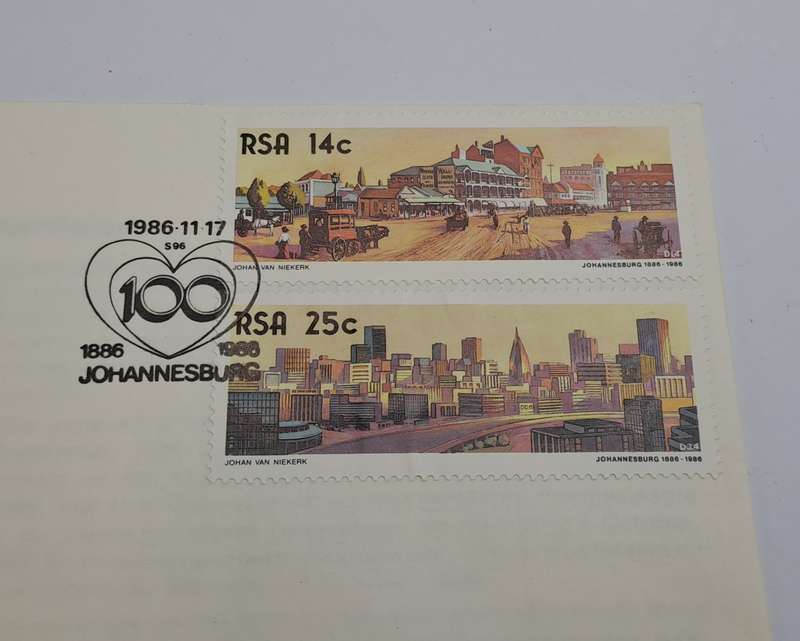 RSA 14c
1986·11·17
S96
JOHAN VAN NIEKERK
JOHANNESBURG 1886 · 1986
100
RSA 25c
1886
1986
JOHANNESBURG
JOHAN VAN NIEKERK
JOHANNESBURG 1886 · 1986